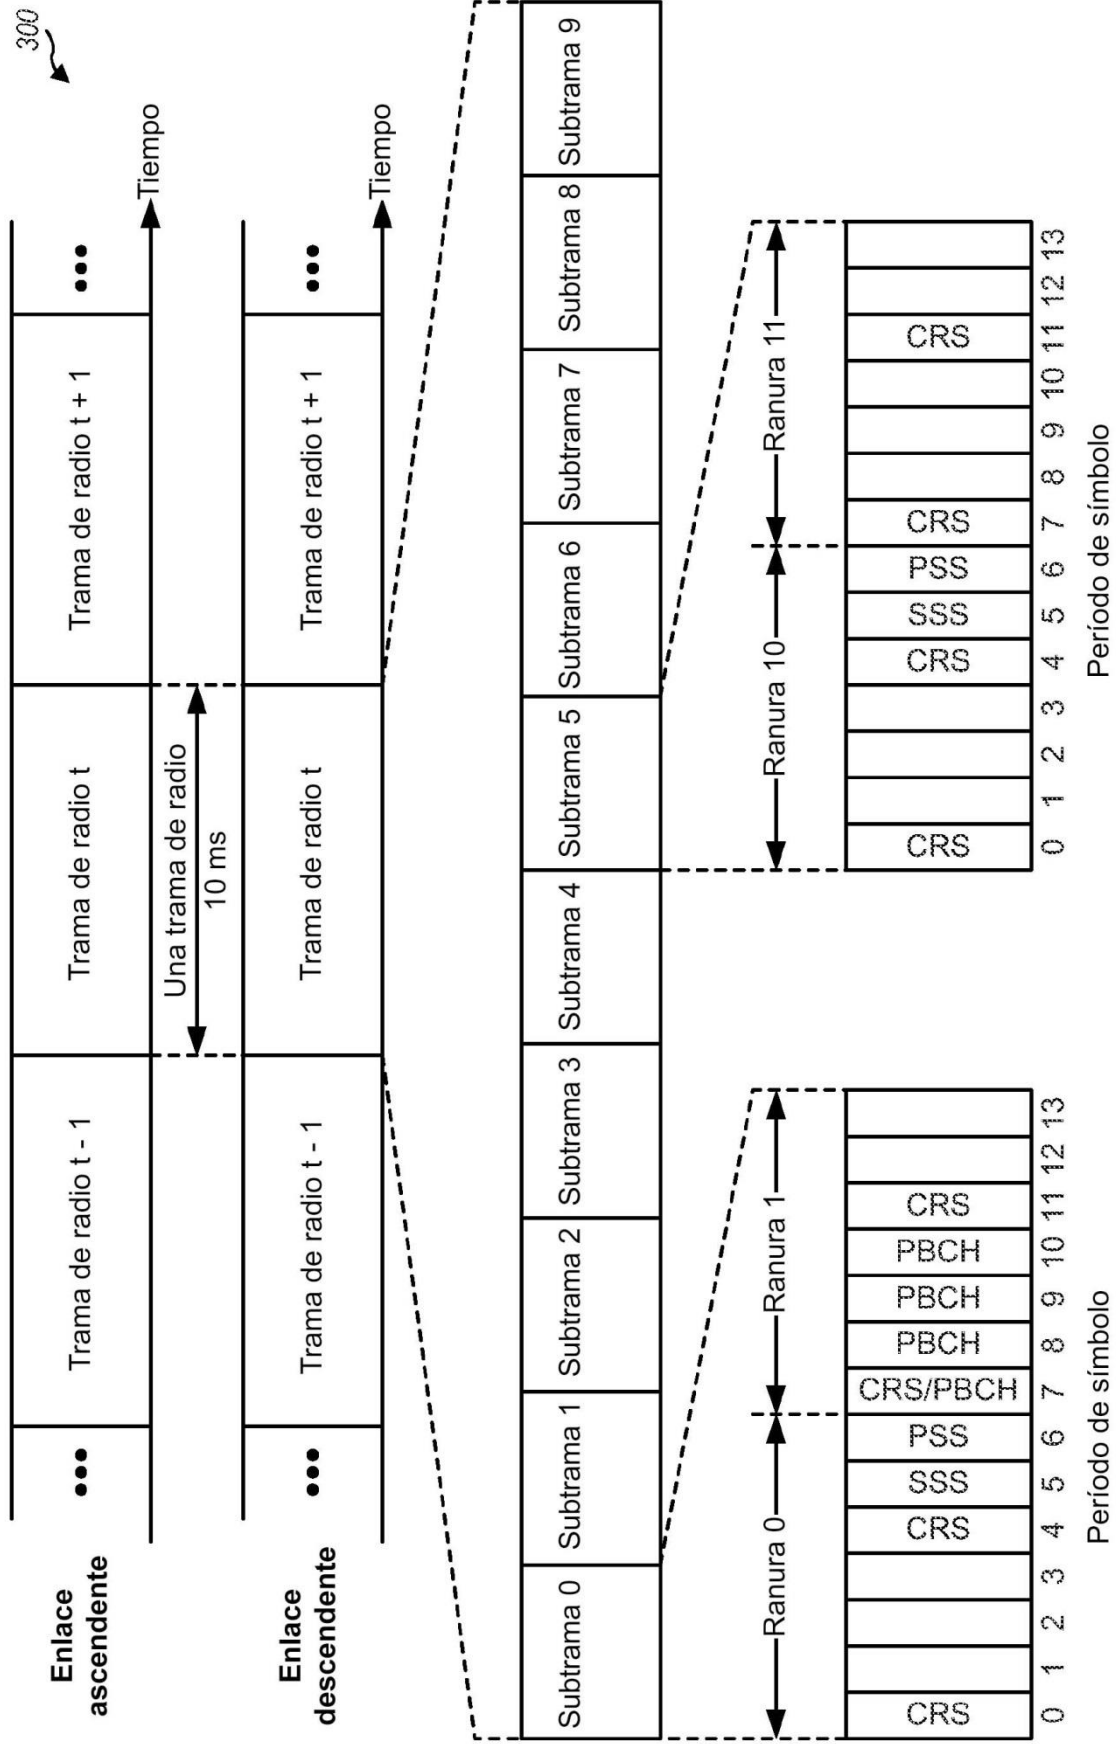 300
Enlace
ascendente
Trama de radio t - 1
Trama de radio t
Trama de radio t + 1
Tiempo
Una trama de radio
10 ms
Enlace
descendente
Trama de radio t - 1
Trama de radio t
Trama de radio t + 1
Tiempo
Subtrama 0 Subtrama 1 Subtrama 2 Subtrama 3 Subtrama 4 Subtrama 5 Subtrama 6 Subtrama 7 Subtrama 8 Subtrama 9
Ranura 0 Ranura 1
CRS CRS SSS PSS CRS/PBCH PBCH PBCH PBCH CRS
0 1 2 3 4 5 6 7 8 9 10 11 12 13
Período de símbolo
Ranura 10 Ranura 11
CRS CRS SSS PSS CRS CRS
0 1 2 3 4 5 6 7 8 9 10 11 12 13
Período de símbolo